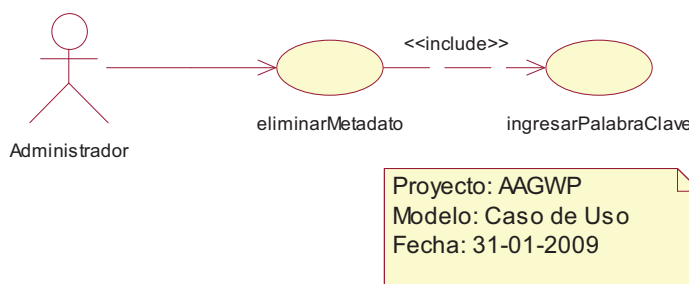 <<include>>
eliminarMetadato
ingresarPalabraClave
Administrador
Proyecto: AAGWP
Modelo: Caso de Uso
Fecha: 31-01-2009